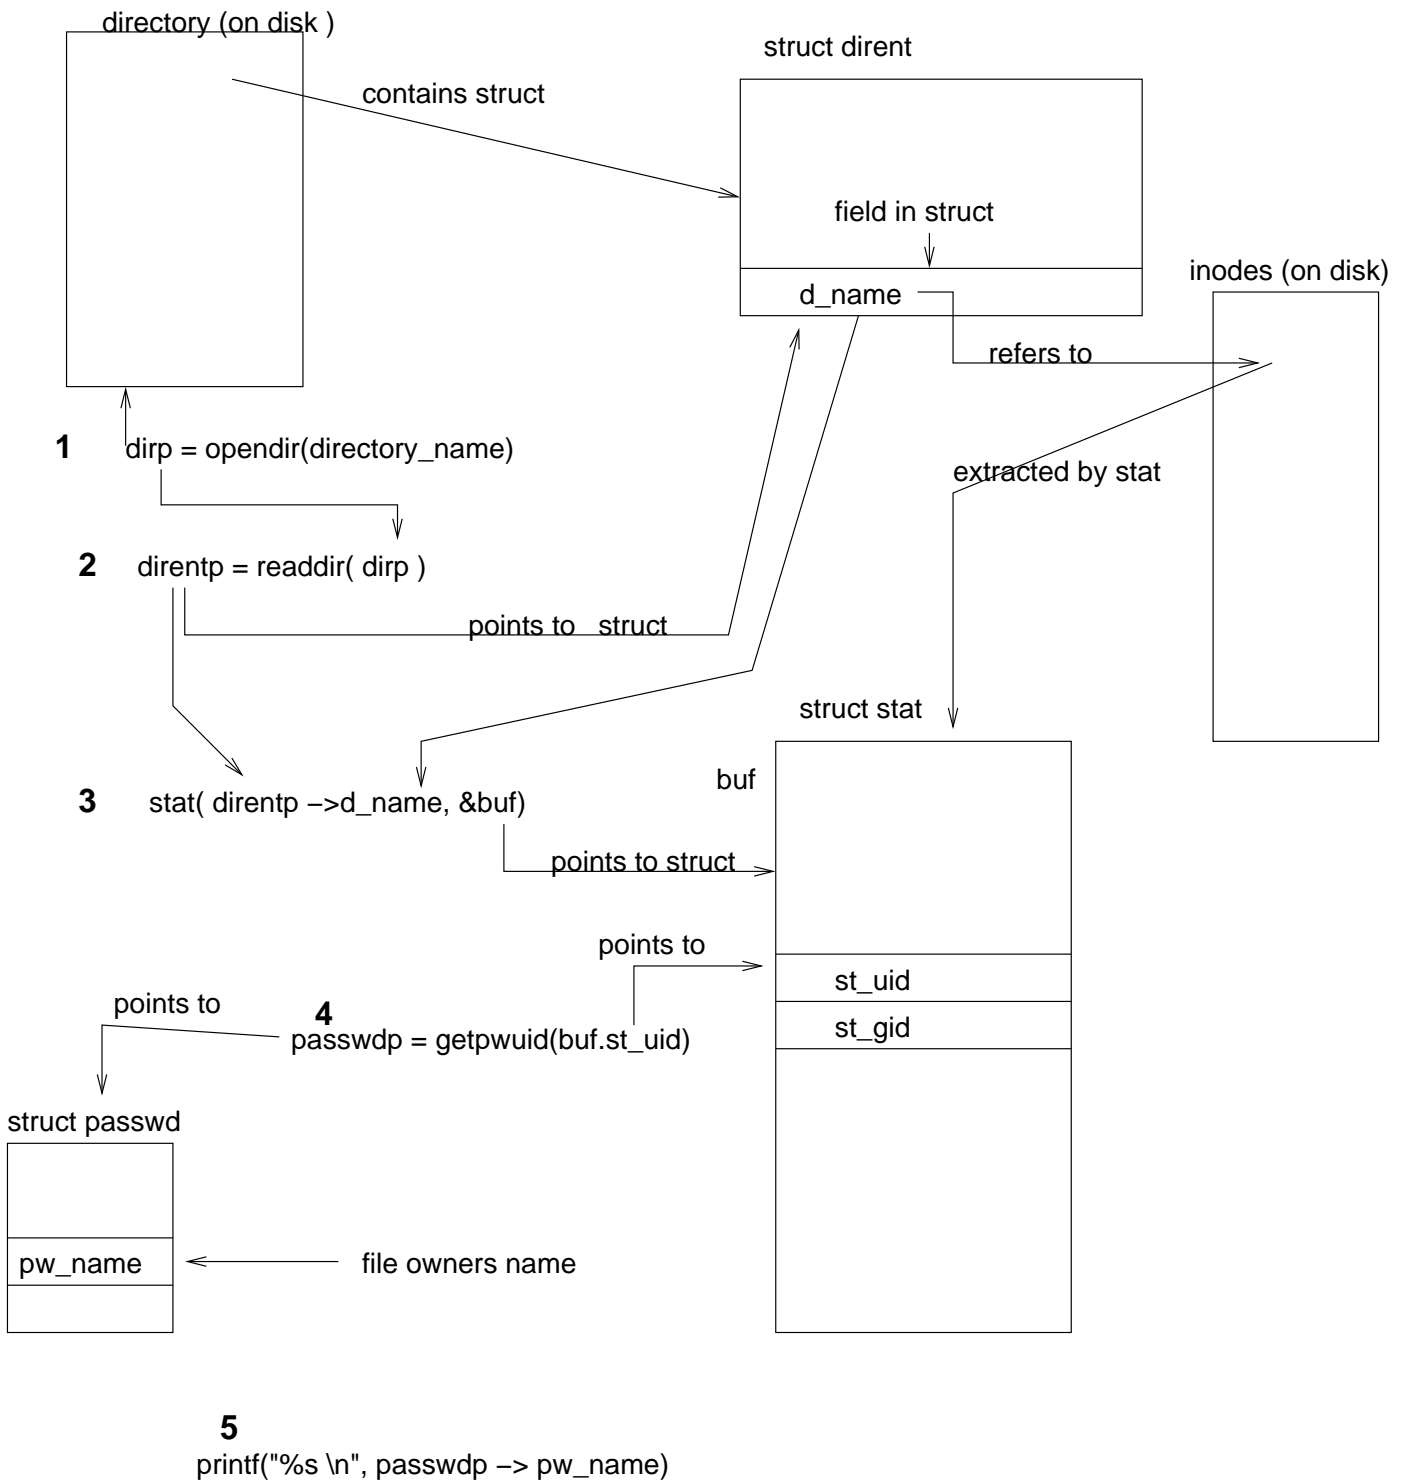 directory (on disk )
struct dirent
contains struct
field in struct
inodes (on disk)
d_name
refers to
1 dirp = opendir(directory_name)
extracted by stat
2 direntp = readdir( dirp )
points to struct
struct stat
buf
3 stat( direntp −>d_name, &buf)
points to struct
points to
st_uid
points to
4
st_gid
passwdp = getpwuid(buf.st_uid)
struct passwd
pw_name
file owners name
5
printf("%s \n", passwdp −> pw_name)